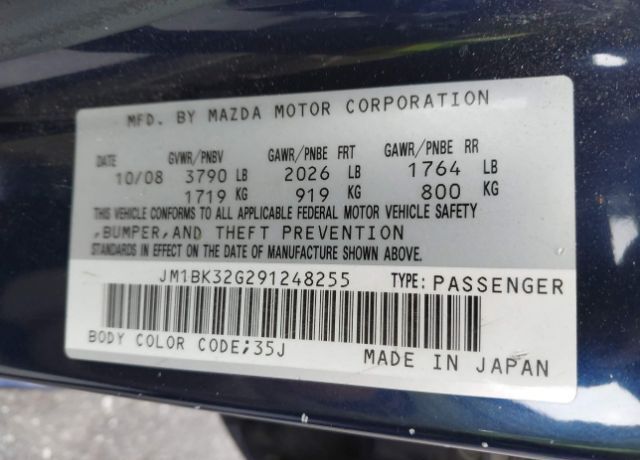 MFD. BY MAZDA MOTOR CORPORATION
DATE GVWR/PNBV GAWR/PNBE FRT GAWR/PNBE RR
10/08 3790 LB 2026 LB 1764 LB
1719 KG 919 KG 800 KG
THIS VEHICLE CONFORMS TO ALL APPLICABLE FEDERAL MOTOR VEHICLE SAFETY
,BUMPER,AND THEFT PREVENTION
STANDARDS IN EFFECT ON THE DATE OF MANUFACTURE SHOWN ABOVE.
JM1BK32G291248255 TYPE: PASSENGER
BODY COLOR CODE;35J MADE IN JAPAN